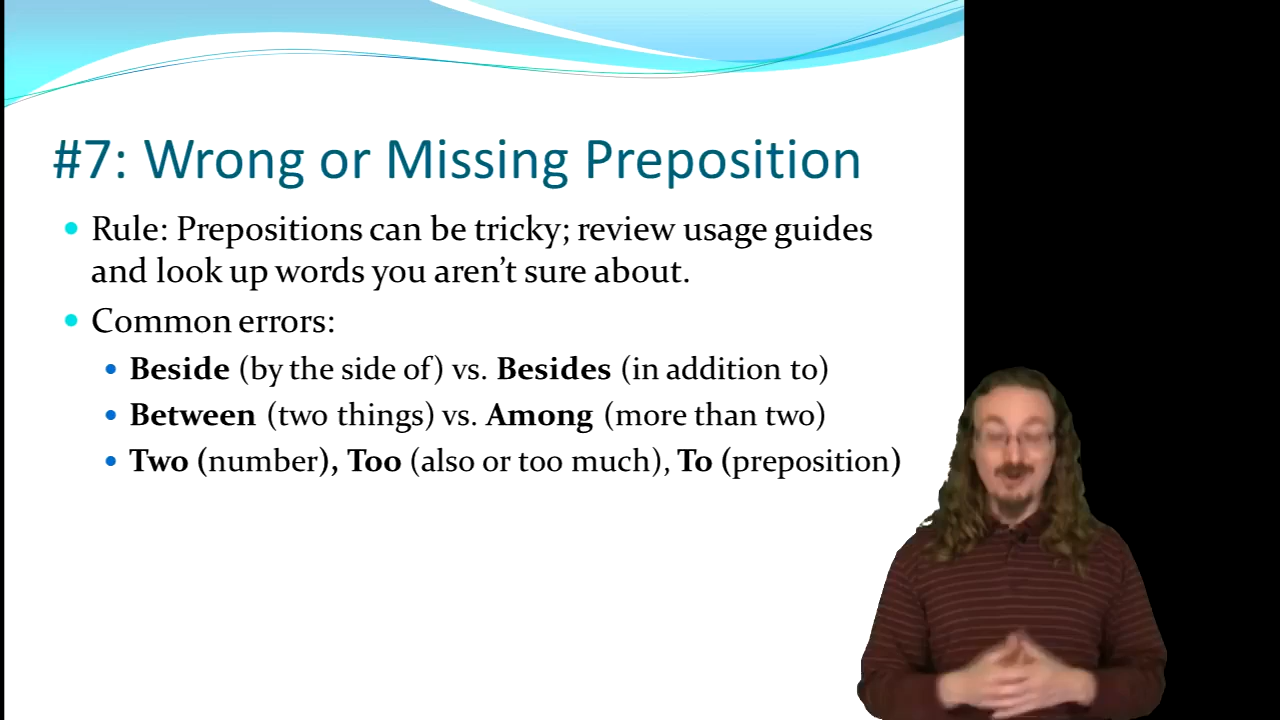 #7: Wrong or Missing Preposition
• Rule: Prepositions can be tricky; review usage guides
and look up words you aren’t sure about.
• Common errors:
• Beside (by the side of) vs. Besides (in addition to)
• Between (two things) vs. Among (more than two)
• Two (number), Too (also or too much), To (preposition)